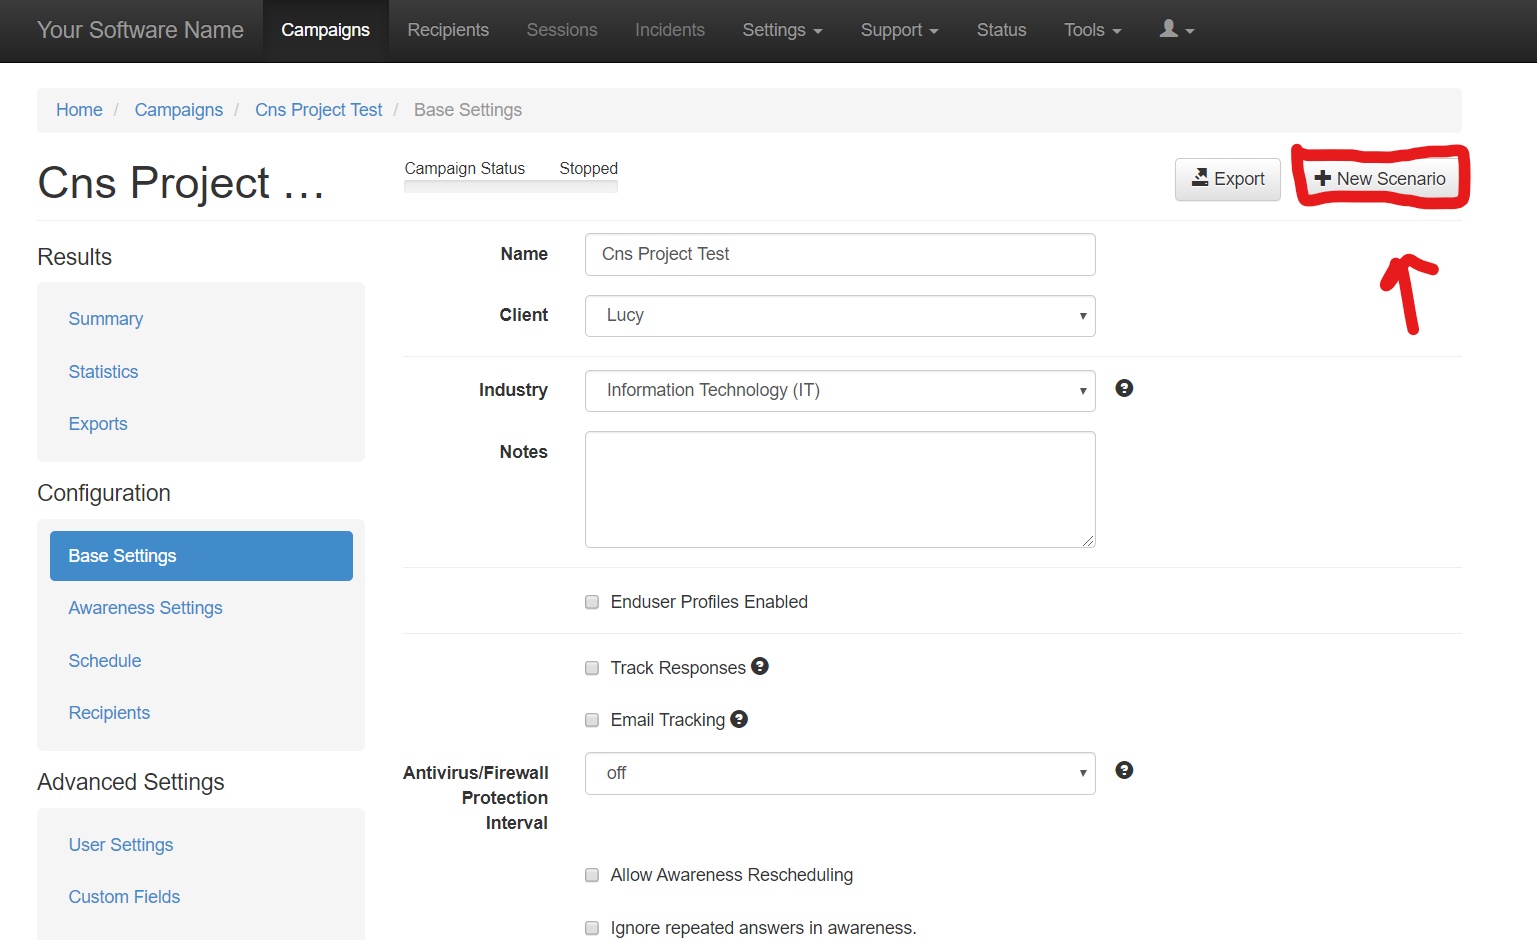 Your Software Name Campaigns Recipients Sessions Incidents Settings Support Status Tools
Home / Campaigns / Cns Project Test / Base Settings
Cns Project ...
Campaign Status Stopped
Export
New Scenario
Results
Summary
Statistics
Exports
Configuration
Base Settings
Awareness Settings
Schedule
Recipients
Advanced Settings
User Settings
Custom Fields
Name Cns Project Test
Client Lucy
Industry Information Technology (IT) ?
Notes
Enduser Profiles Enabled
Track Responses ?
Email Tracking ?
Antivirus/Firewall off ?
Protection
Interval
Allow Awareness Rescheduling
Ignore repeated answers in awareness.